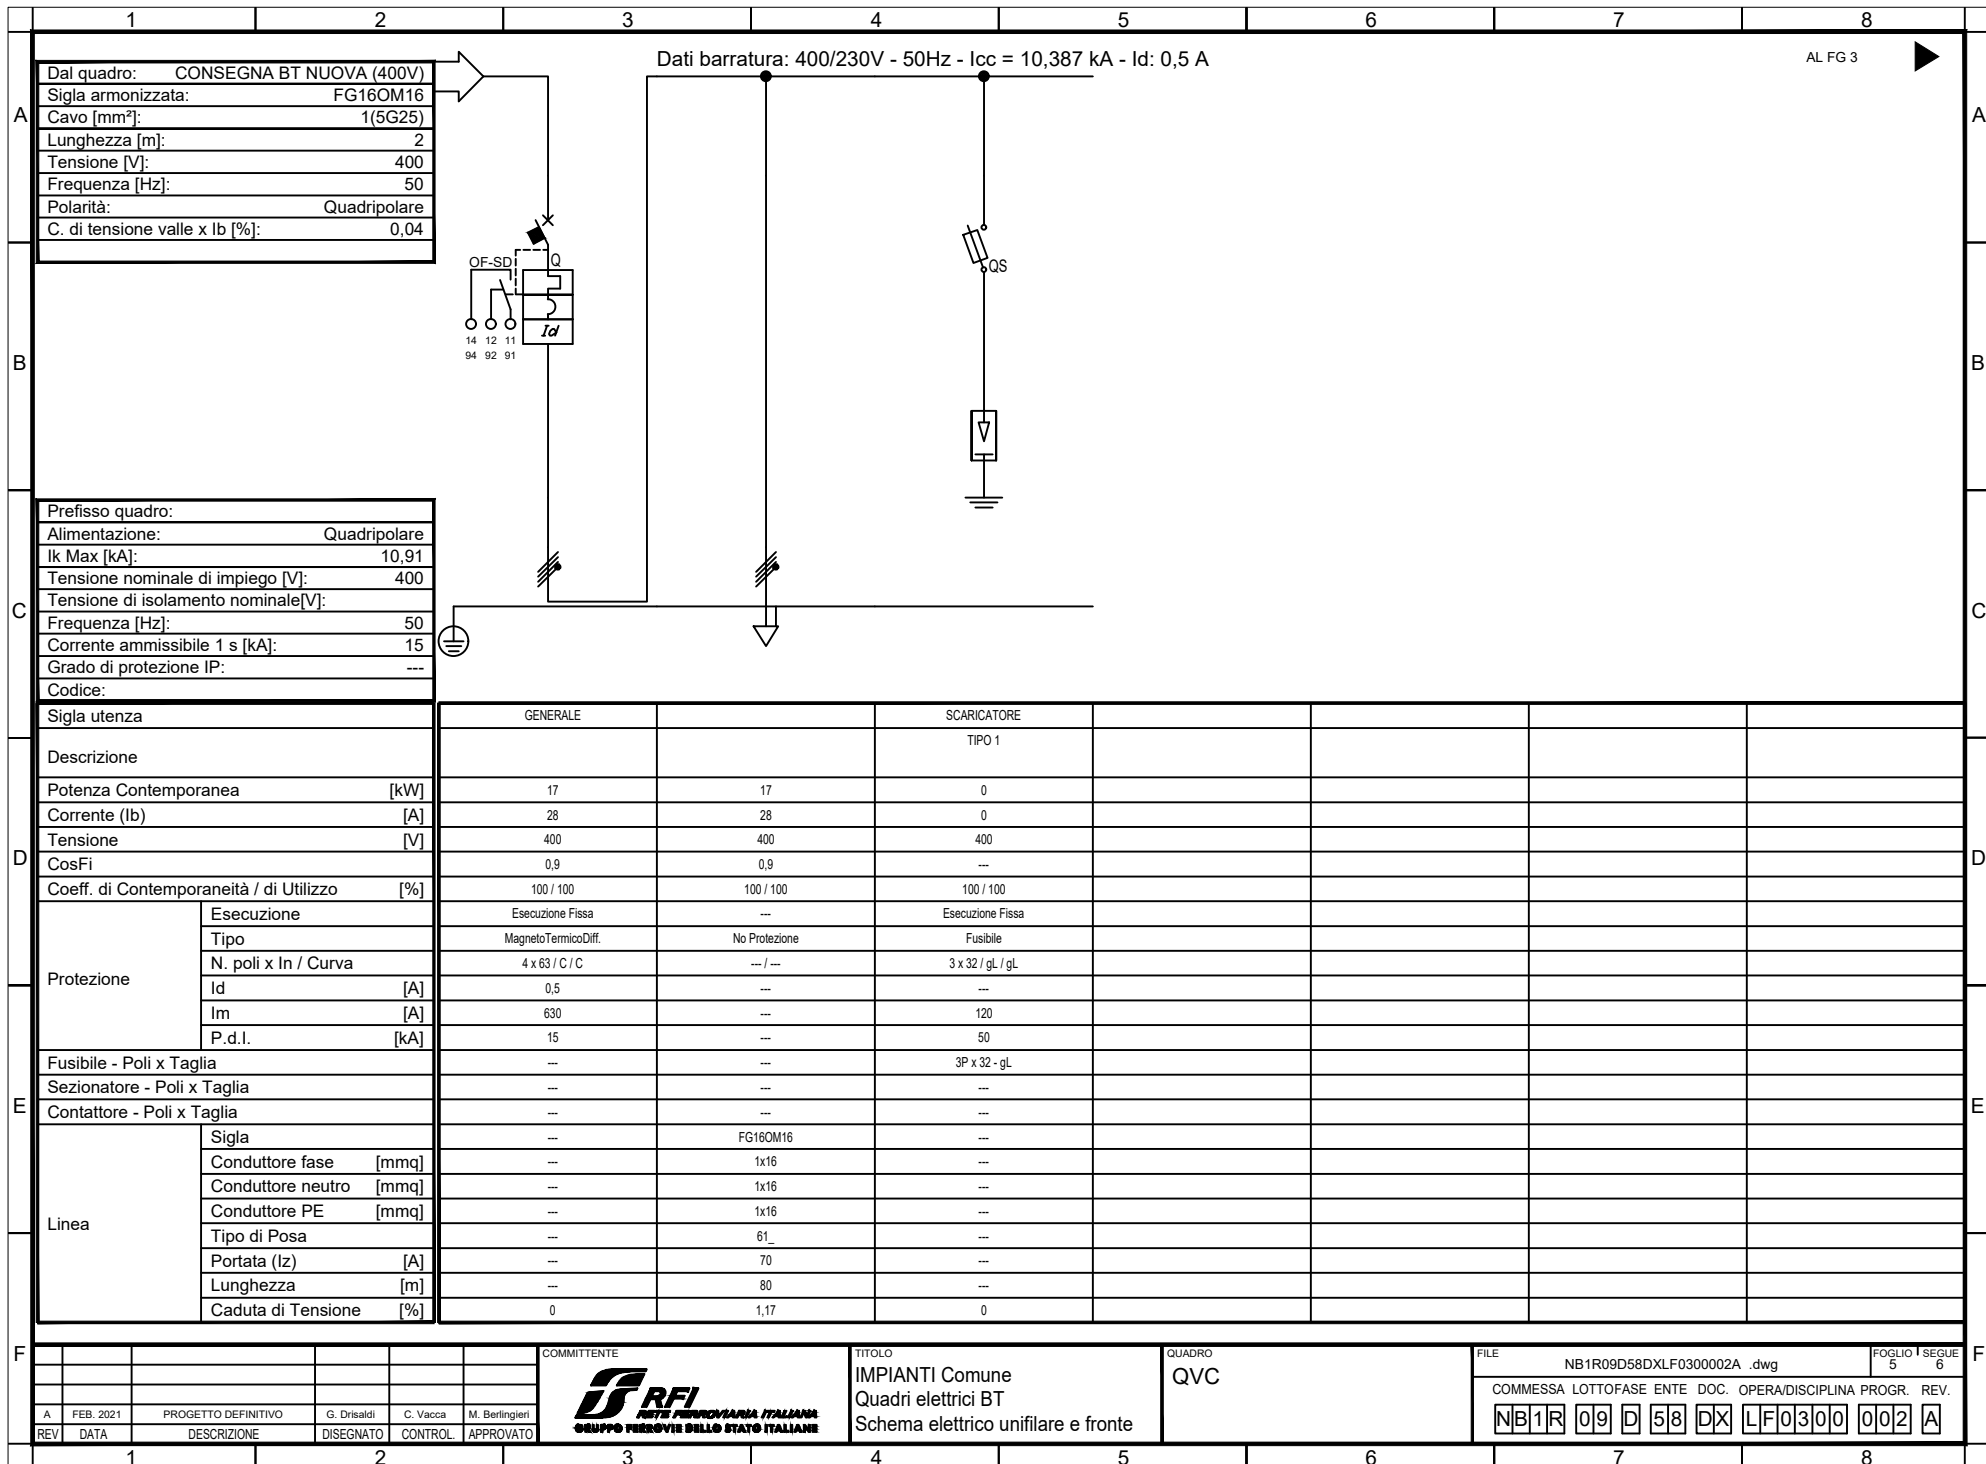 1 2 3 4 5 6 7 8
Dati barratura: 400/230V - 50Hz - Icc = 10,387 kA - Id: 0,5 A
AL FG 3
Dal quadro: CONSEGNA BT NUOVA (400V)
Sigla armonizzata: FG16OM16
Cavo [mm²]: 1(5G25)
Lunghezza [m]: 2
Tensione [V]: 400
Frequenza [Hz]: 50
Polarità: Quadripolare
C. di tensione valle x Ib [%]: 0,04
A A
OF-SD Q
QS
Id
14 12 11
94 92 91
B B
Prefisso quadro:
Alimentazione: Quadripolare
Ik Max [kA]: 10,91
Tensione nominale di impiego [V]: 400
Tensione di isolamento nominale[V]:
Frequenza [Hz]: 50
Corrente ammissibile 1 s [kA]: 15
Grado di protezione IP: ---
Codice:
C C
Sigla utenza GENERALE SCARICATORE
Descrizione TIPO 1
Potenza Contemporanea [kW] 17 17 0
Corrente (Ib) [A] 28 28 0
Tensione [V] 400 400 400
CosFi 0,9 0,9 ---
Coeff. di Contemporaneità / di Utilizzo [%] 100 / 100 100 / 100 100 / 100
D D
Protezione
Esecuzione Esecuzione Fissa --- Esecuzione Fissa
Tipo MagnetoTermicoDiff. No Protezione Fusibile
N. poli x In / Curva 4 x 63 / C / C --- / --- 3 x 32 / gL / gL
Id [A] 0,5 --- ---
Im [A] 630 --- 120
P.d.I. [kA] 15 --- 50
Fusibile - Poli x Taglia --- --- 3P x 32 - gL
Sezionatore - Poli x Taglia --- --- ---
Contattore - Poli x Taglia --- --- ---
E E
Linea
Sigla --- FG16OM16 ---
Conduttore fase [mmq] --- 1x16 ---
Conduttore neutro [mmq] --- 1x16 ---
Conduttore PE [mmq] --- 1x16 ---
Tipo di Posa --- 61_ ---
Portata (Iz) [A] --- 70 ---
Lunghezza [m] --- 80 ---
Caduta di Tensione [%] 0 1,17 0
F F
A FEB. 2021 PROGETTO DEFINITIVO G. Drisaldi C. Vacca M. Berlingieri
REV DATA DESCRIZIONE DISEGNATO CONTROL. APPROVATO
COMMITTENTE
RFI
RETE FERROVIARIA ITALIANA
GRUPPO FERROVIE DELLO STATO ITALIANE
TITOLO
IMPIANTI Comune
Quadri elettrici BT
Schema elettrico unifilare e fronte
QUADRO
QVC
FILE
NB1R09D58DXLF0300002A .dwg
FOGLIO SEGUE
5 6
COMMESSA LOTTOFASE ENTE DOC. OPERA/DISCIPLINA PROGR. REV.
NB1R 09 D 58 DX LF0300 002 A
1 2 3 4 5 6 7 8